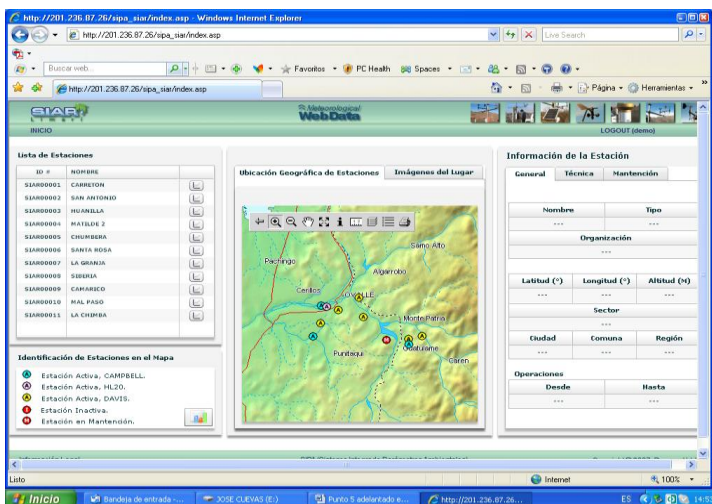 http://201.236.87.26/sipa_siar/index.asp - Windows Internet Explorer
http://201.236.87.26/sipa_siar/index.asp
Live Search
Buscar web...
Favoritos
PC Health
Spaces
http://201.236.87.26/sipa_siar/index.asp
Página
Herramientas
SIAR
LIMARI
Meteorological
WebData
INICIO
LOGOUT (demo)
Lista de Estaciones
ID #
NOMBRE
SIAR00001 CARRETON
SIAR00002 SAN ANTONIO
SIAR00003 HUANILLA
SIAR00004 MATILDE 2
SIAR00005 CHUMBERA
SIAR00006 SANTA ROSA
SIAR00007 LA GRANJA
SIAR00008 SIBERIA
SIAR00009 CAMARICO
SIAR00010 MAL PASO
SIAR00011 LA CHIMBA
Identificación de Estaciones en el Mapa
Estación Activa, CAMPBELL.
Estación Activa, HL20.
Estación Activa, DAVIS.
Estación Inactiva.
Estación en Mantención.
Ubicación Geográfica de Estaciones
Imágenes del Lugar
Samo Alto
Pachingo
Algarrobo
Cerrillos
OVALLE
Monte Patria
Punitaqui
Guatulame
Caren
Información de la Estación
General
Técnica
Mantención
Nombre
Tipo
---
---
Organización
---
Latitud (°)
Longitud (°)
Altitud (M)
---
---
---
Sector
---
Ciudad
Comuna
Región
---
---
---
Operaciones
Desde
Hasta
---
---
Listo
Internet
100%
Inicio
Bandeja de entrada -...
JOSE CUEVAS (E:)
Punto 5 adelantado e...
http://201.236.87.26...
ES